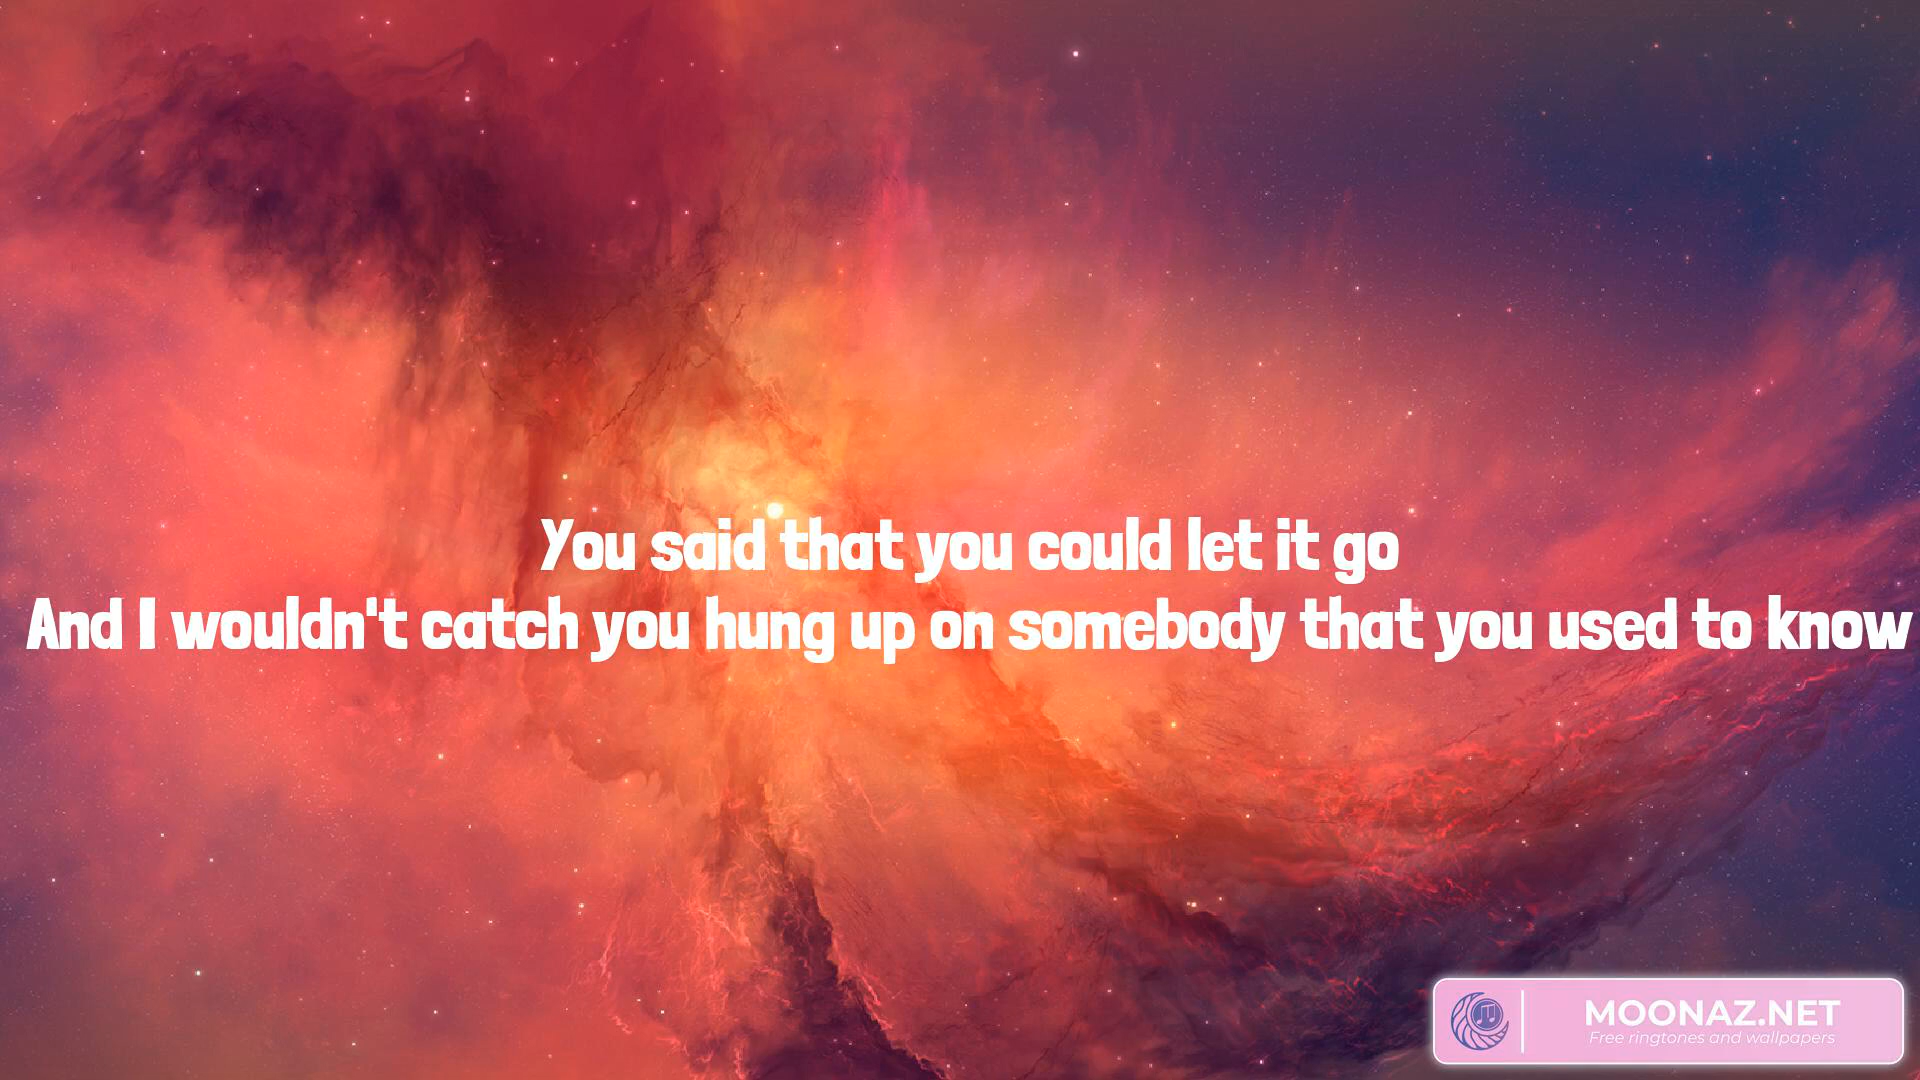 You said that you could let it go
And I wouldn't catch you hung up on somebody that you used to know
MOONAZ.NET
Free ringtones and wallpapers